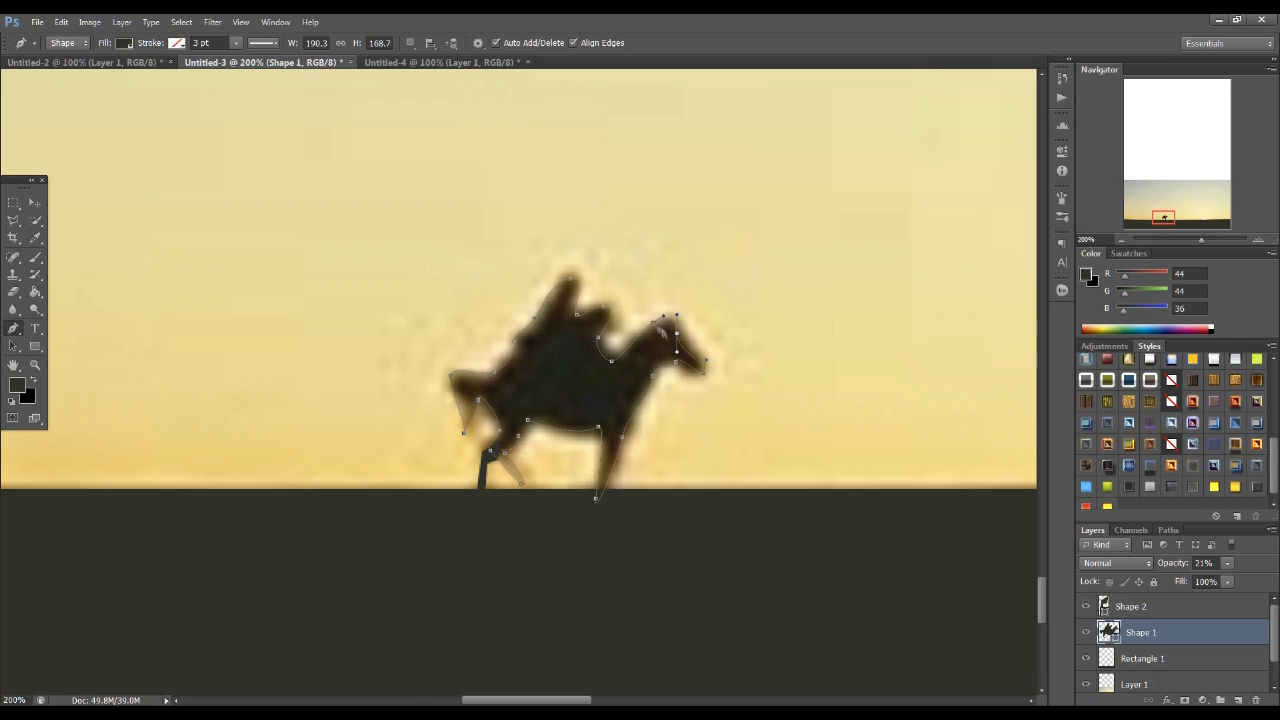 Ps File Edit Image Layer Type Select Filter View Window Help
Shape Fill: Stroke: 3 pt W: 190.3 H: 168.7 Auto Add/Delete Align Edges Essentials
Untitled-2 @ 100% (Layer 1, RGB/8) * × Untitled-3 @ 200% (Shape 1, RGB/8) * × Untitled-4 @ 100% (Layer 1, RGB/8) * ×
Navigator
200%
Color Swatches
R 44
G 44
B 36
Adjustments Styles
Layers Channels Paths
Kind
Normal Opacity: 21%
Lock: Fill: 100%
Shape 2
Shape 1
Rectangle 1
Layer 1
200% Doc: 49.8M/39.0M